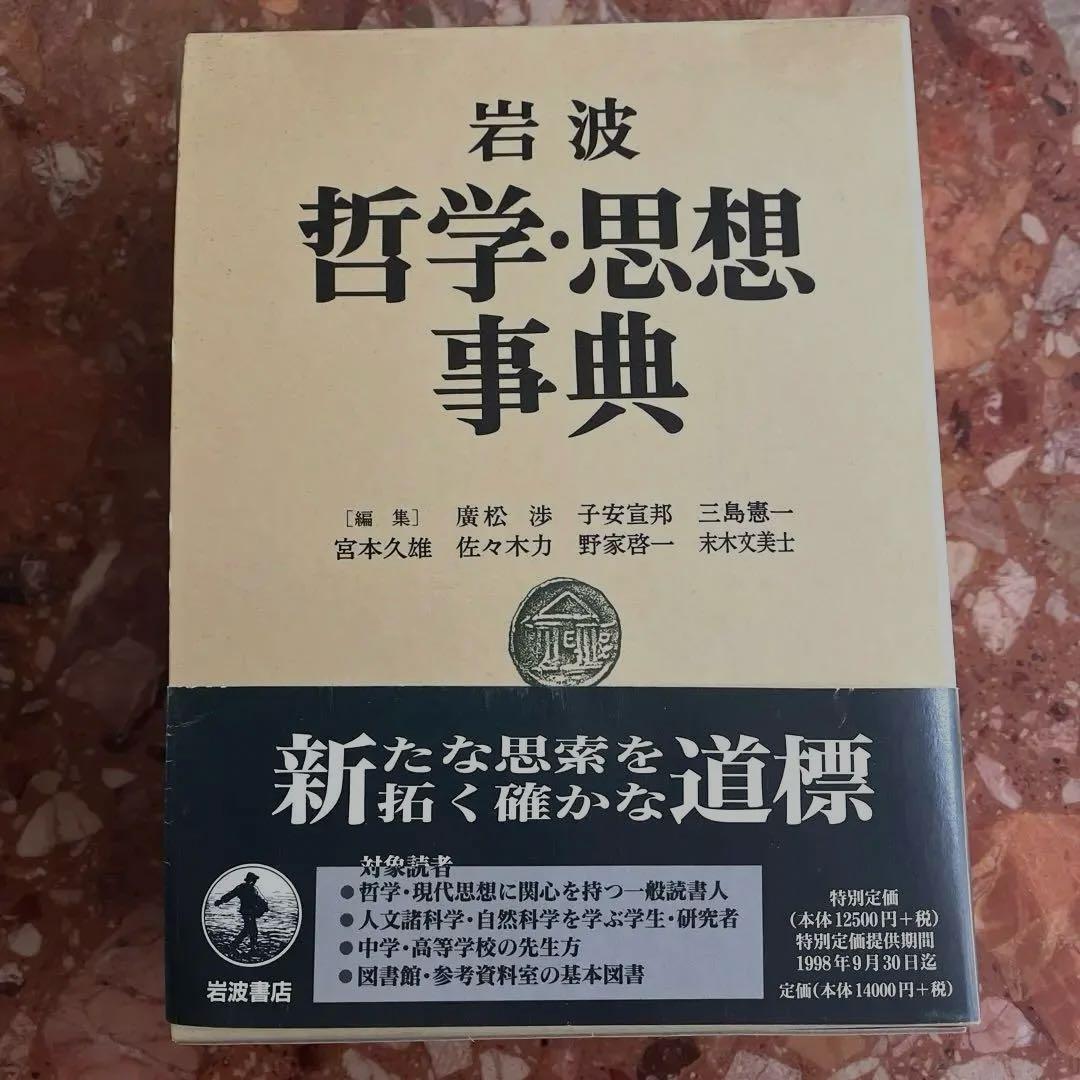 岩波
哲学・思想
事典
［編　集］　廣松　渉　子安宣邦　三島憲一
宮本久雄　佐々木力　野家啓一　末木文美士
新たな思索を
拓く確かな道標
対象読者
●哲学・現代思想に関心を持つ一般読書人
●人文諸科学・自然科学を学ぶ学生・研究者
●中学・高等学校の先生方
●図書館・参考資料室の基本図書
岩波書店
特別定価
（本体12500円＋税）
特別定価提供期間
1998年9月30日迄
定価（本体14000円＋税）